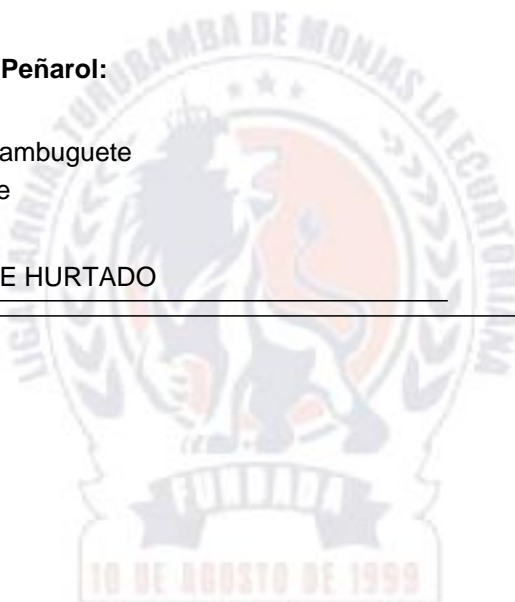 Peñarol:
ambuguete
e
E HURTADO
LIGA BARRIAL TURUBAMBA DE MONJAS LA ECUATORIANA
FUNDADA
10 DE AGOSTO DE 1999